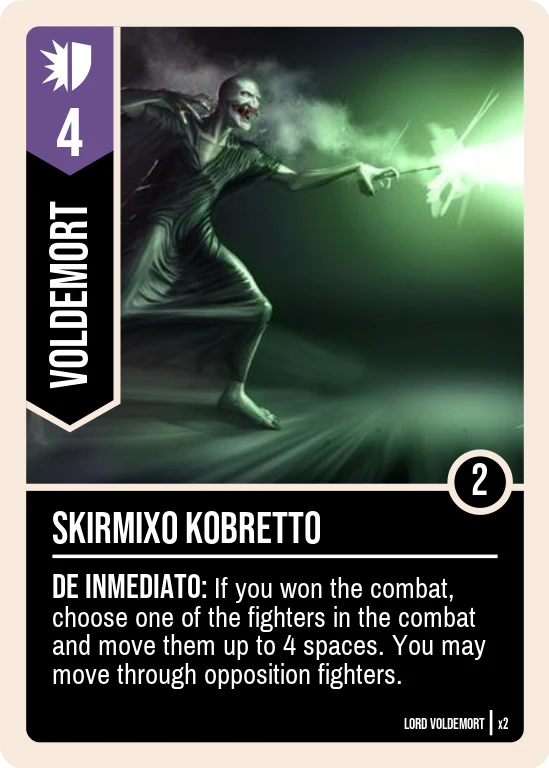 4
VOLDEMORT
2
SKIRMIXO KOBRETTO
DE INMEDIATO: If you won the combat,
choose one of the fighters in the combat
and move them up to 4 spaces. You may
move through opposition fighters.
LORD VOLDEMORT | x2